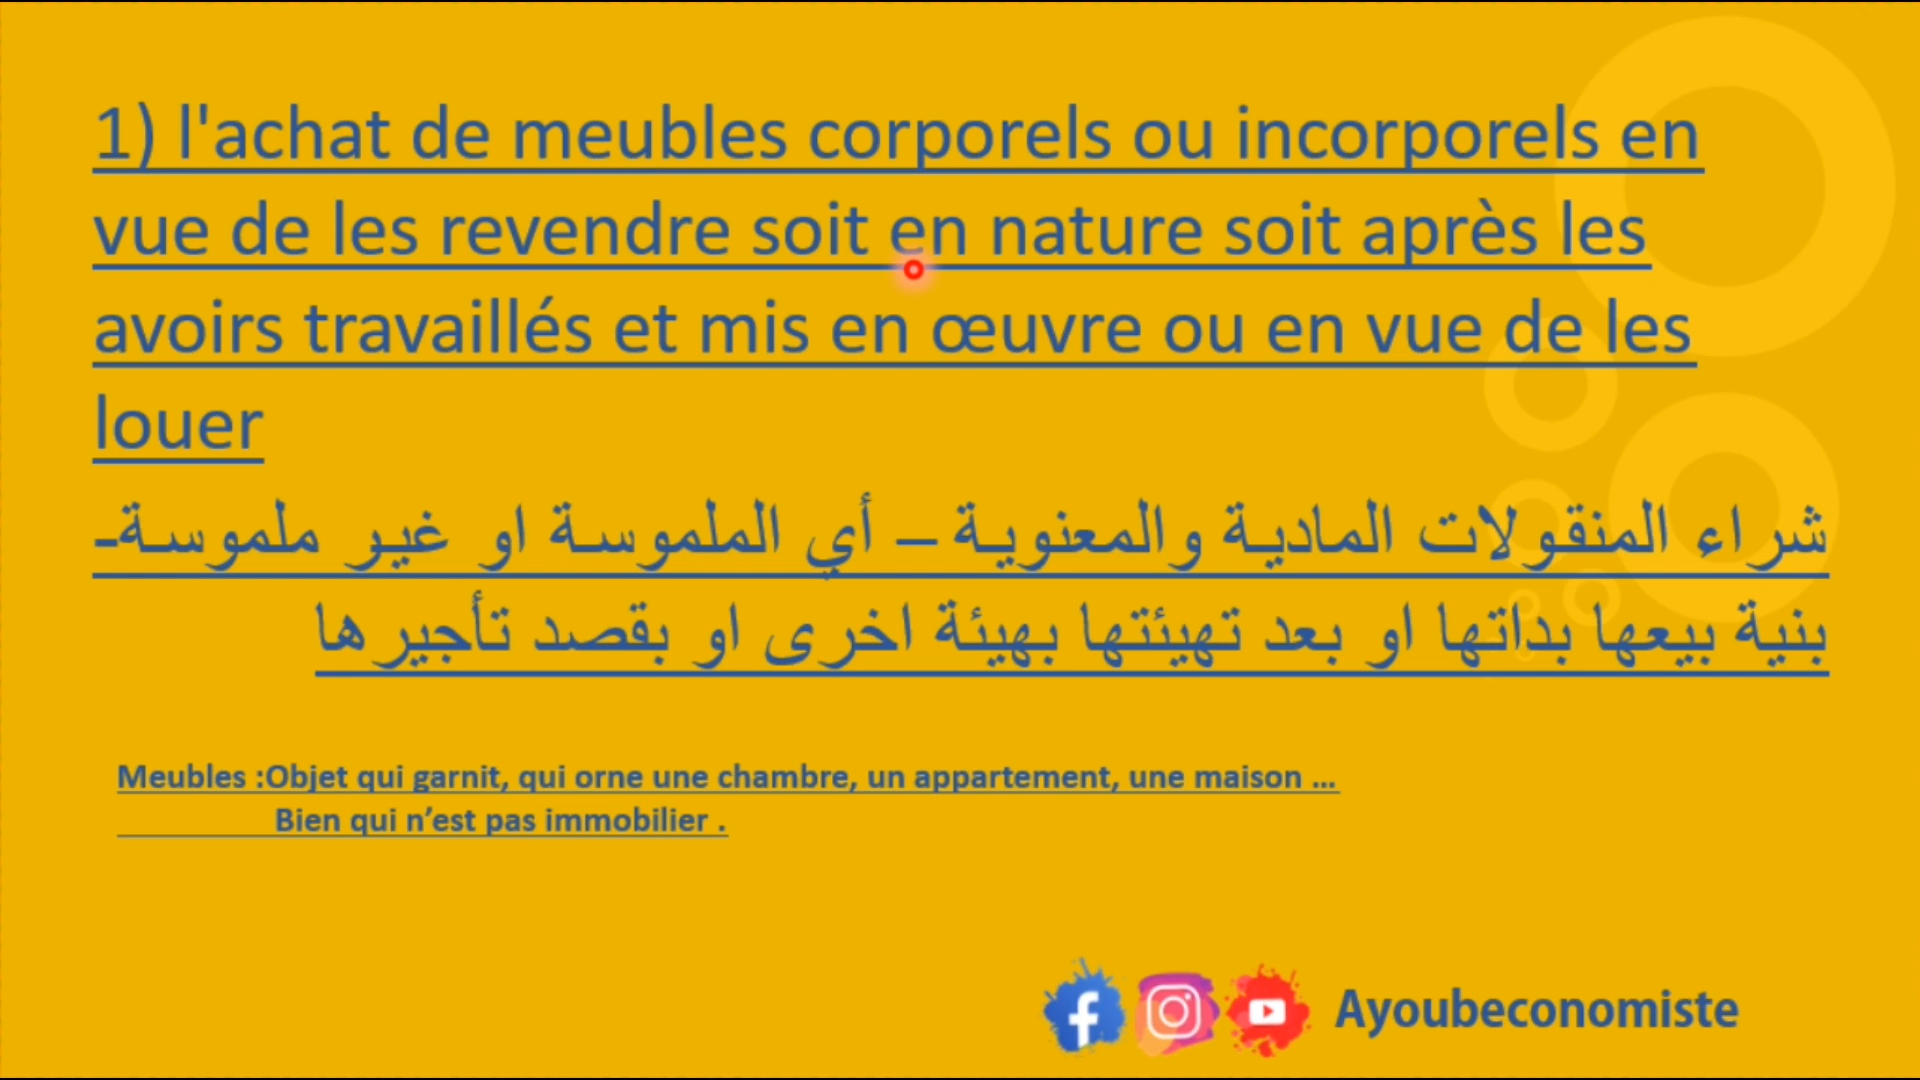 1) l'achat de meubles corporels ou incorporels en
vue de les revendre soit en nature soit après les
avoirs travaillés et mis en œuvre ou en vue de les
louer
شراء المنقولات المادية والمعنوية – أي الملموسة او غير ملموسة-
بنية بيعها بداتها او بعد تهيئتها بهيئة اخرى او بقصد تأجيرها
Meubles :Objet qui garnit, qui orne une chambre, un appartement, une maison ...
Bien qui n’est pas immobilier .
Ayoubeconomiste